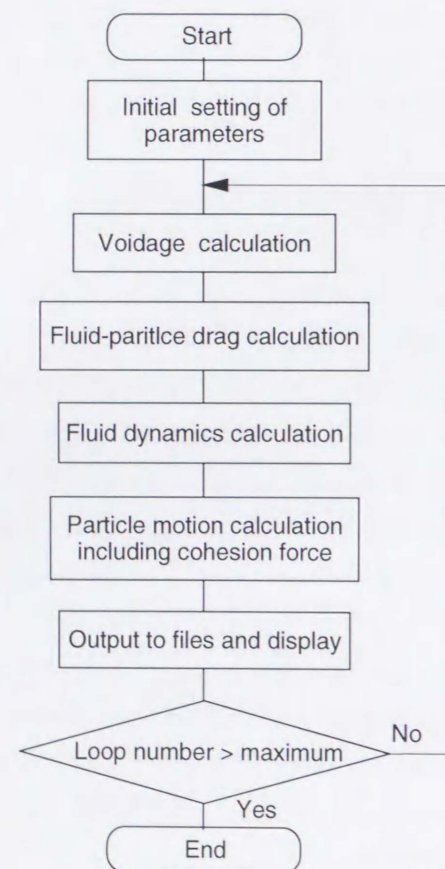 Start
Initial setting of
parameters
Voidage calculation
Fluid-paritlce drag calculation
Fluid dynamics calculation
Particle motion calculation
including cohesion force
Output to files and display
Loop number > maximum
No
Yes
End